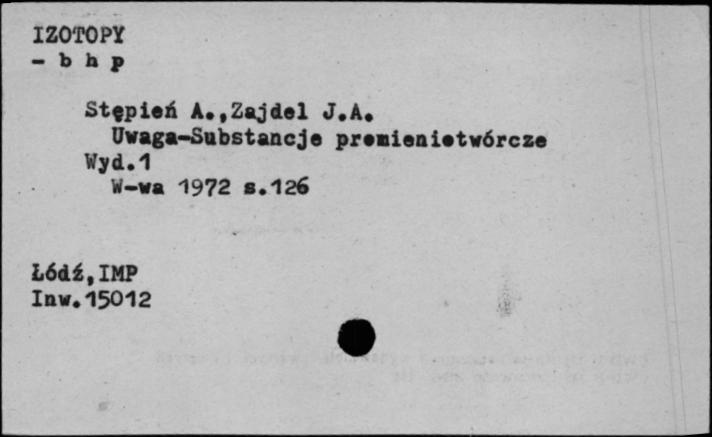 IZOTOPY
- b h p
Stępień A.,Zajdel J.A.
Uwaga-Substancje promieniotwórcze
Wyd.1
W-wa 1972 s.126
Łódź,IMP
Inw.15012